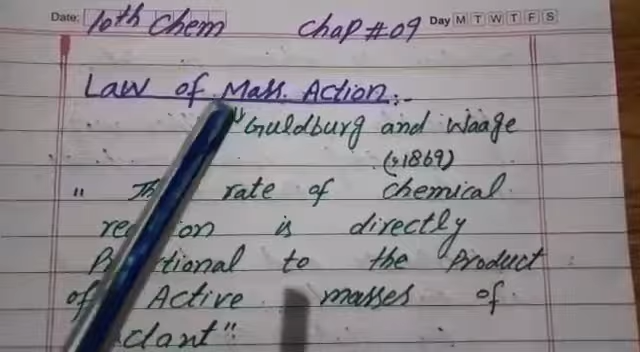 Date: 10th Chem Chap #09 Day M T W T F S
Law of Mass Action:-
Guldburg and Waage
(1869)
" rate of chemical
is directly
to the Product
of Active masses of